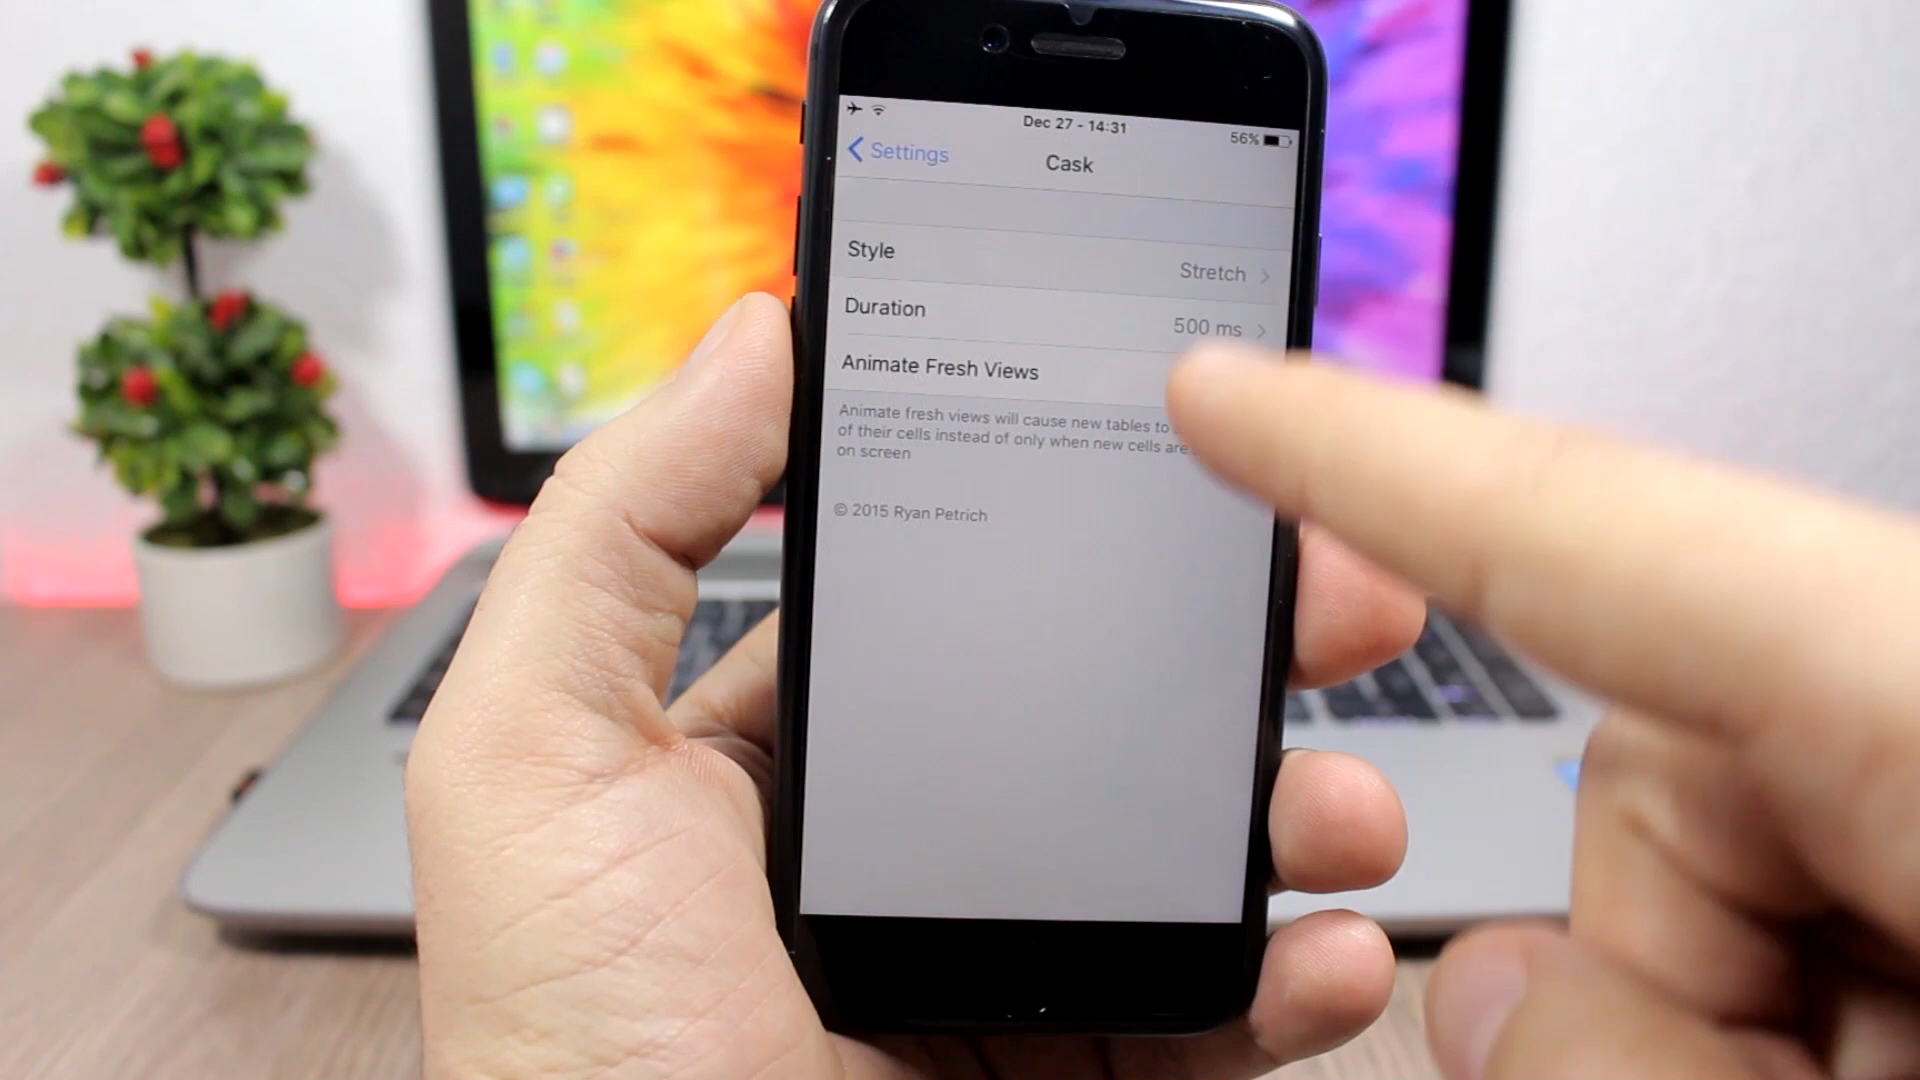 Dec 27 - 14:31
56%
Settings
Cask
Style
Stretch
Duration
500 ms
Animate Fresh Views
Animate fresh views will cause new tables to
of their cells instead of only when new cells are
on screen
© 2015 Ryan Petrich